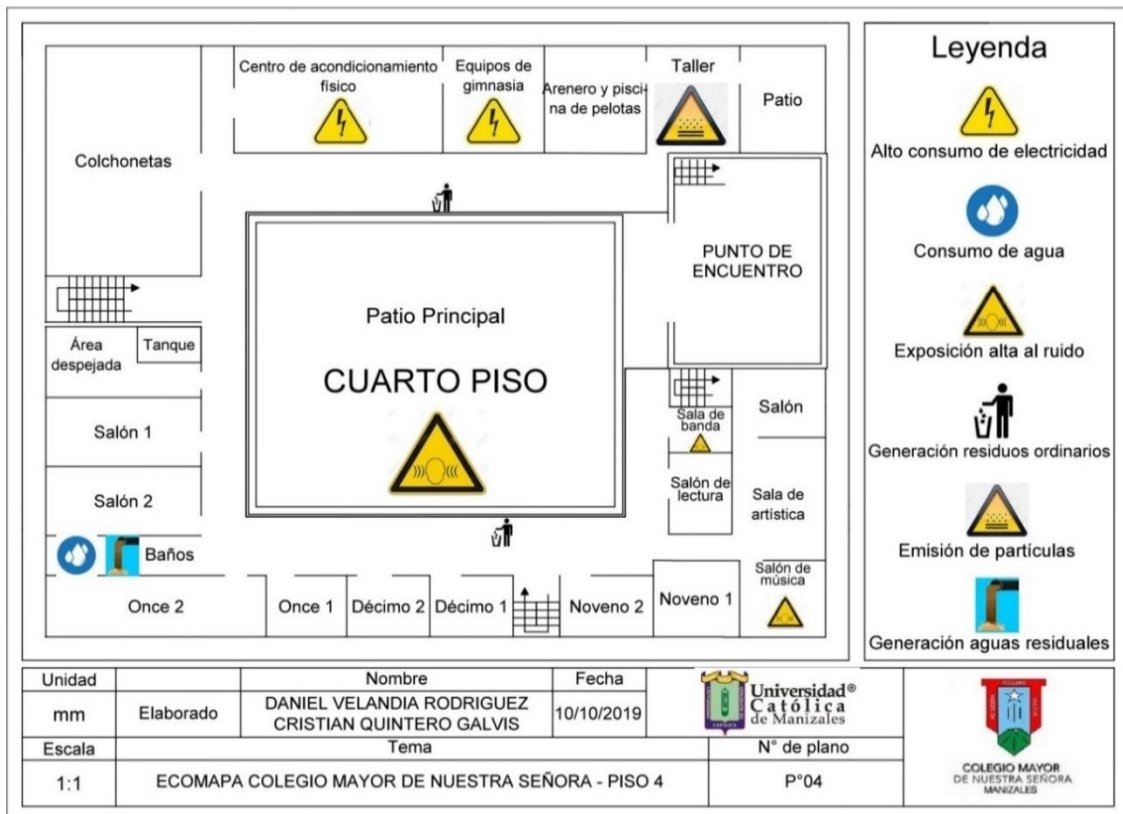 Centro de acondicionamiento
físico
Equipos de
gimnasia
Arenero y pisci-
na de pelotas
Taller
Patio
Colchonetas
PUNTO DE
ENCUENTRO
Patio Principal
CUARTO PISO
Área
despejada
Tanque
Salón 1
Salón 2
Baños
Sala de
banda
Salón
Salón de
lectura
Sala de
artística
Salón de
música
Once 2
Once 1
Décimo 2
Décimo 1
Noveno 2
Noveno 1
Leyenda
Alto consumo de electricidad
Consumo de agua
Exposición alta al ruido
Generación residuos ordinarios
Emisión de partículas
Generación aguas residuales
Unidad
Nombre
Fecha
mm
Elaborado
DANIEL VELANDIA RODRIGUEZ
CRISTIAN QUINTERO GALVIS
10/10/2019
Universidad®
Católica
de Manizales
Escala
Tema
N° de plano
1:1
ECOMAPA COLEGIO MAYOR DE NUESTRA SEÑORA - PISO 4
P°04
COLEGIO MAYOR
DE NUESTRA SEÑORA
MANIZALES